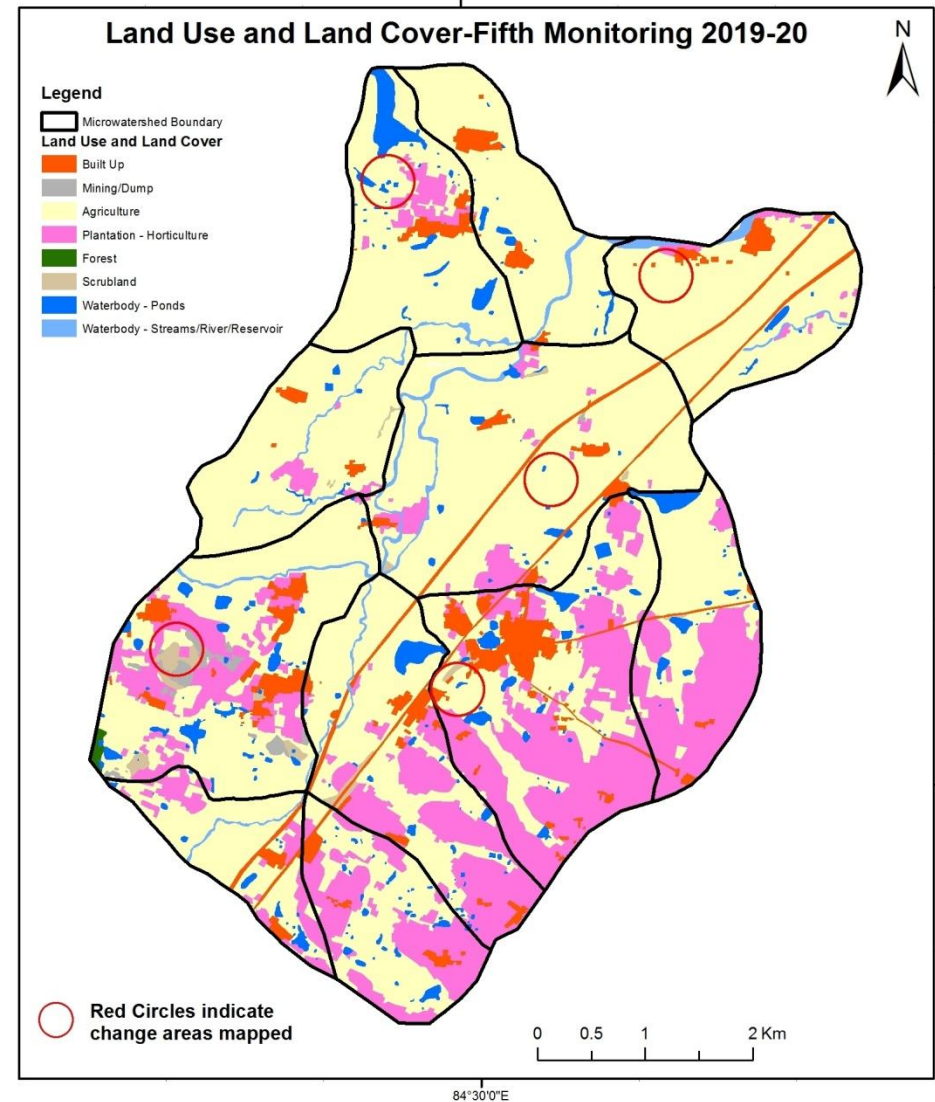 Land Use and Land Cover-Fifth Monitoring 2019-20
N
Legend
Microwatershed Boundary
Land Use and Land Cover
Built Up
Mining/Dump
Agriculture
Plantation - Horticulture
Forest
Scrubland
Waterbody - Ponds
Waterbody - Streams/River/Reservoir
Red Circles indicate
change areas mapped
0 0.5 1 2 Km
84°30'0"E